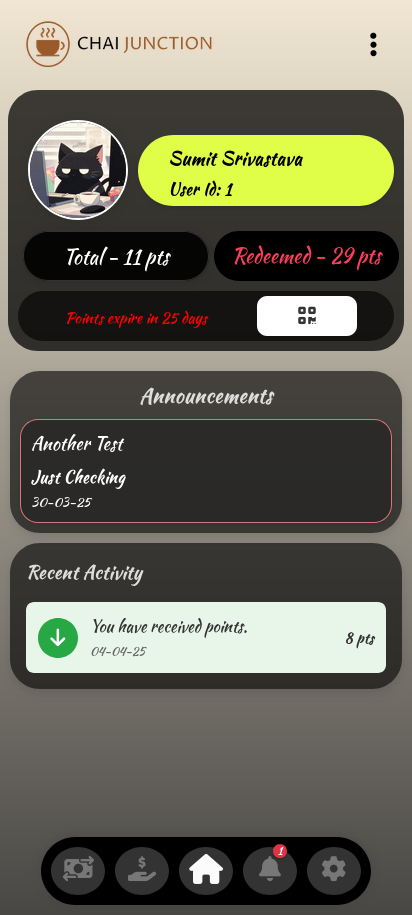 CHAI JUNCTION
Sumit Srivastava
User Id: 1
Total - 11 pts
Redeemed - 29 pts
Points expire in 25 days
Announcements
Another Test
Just Checking
30-03-25
Recent Activity
You have received points.
8 pts
04-04-25
1